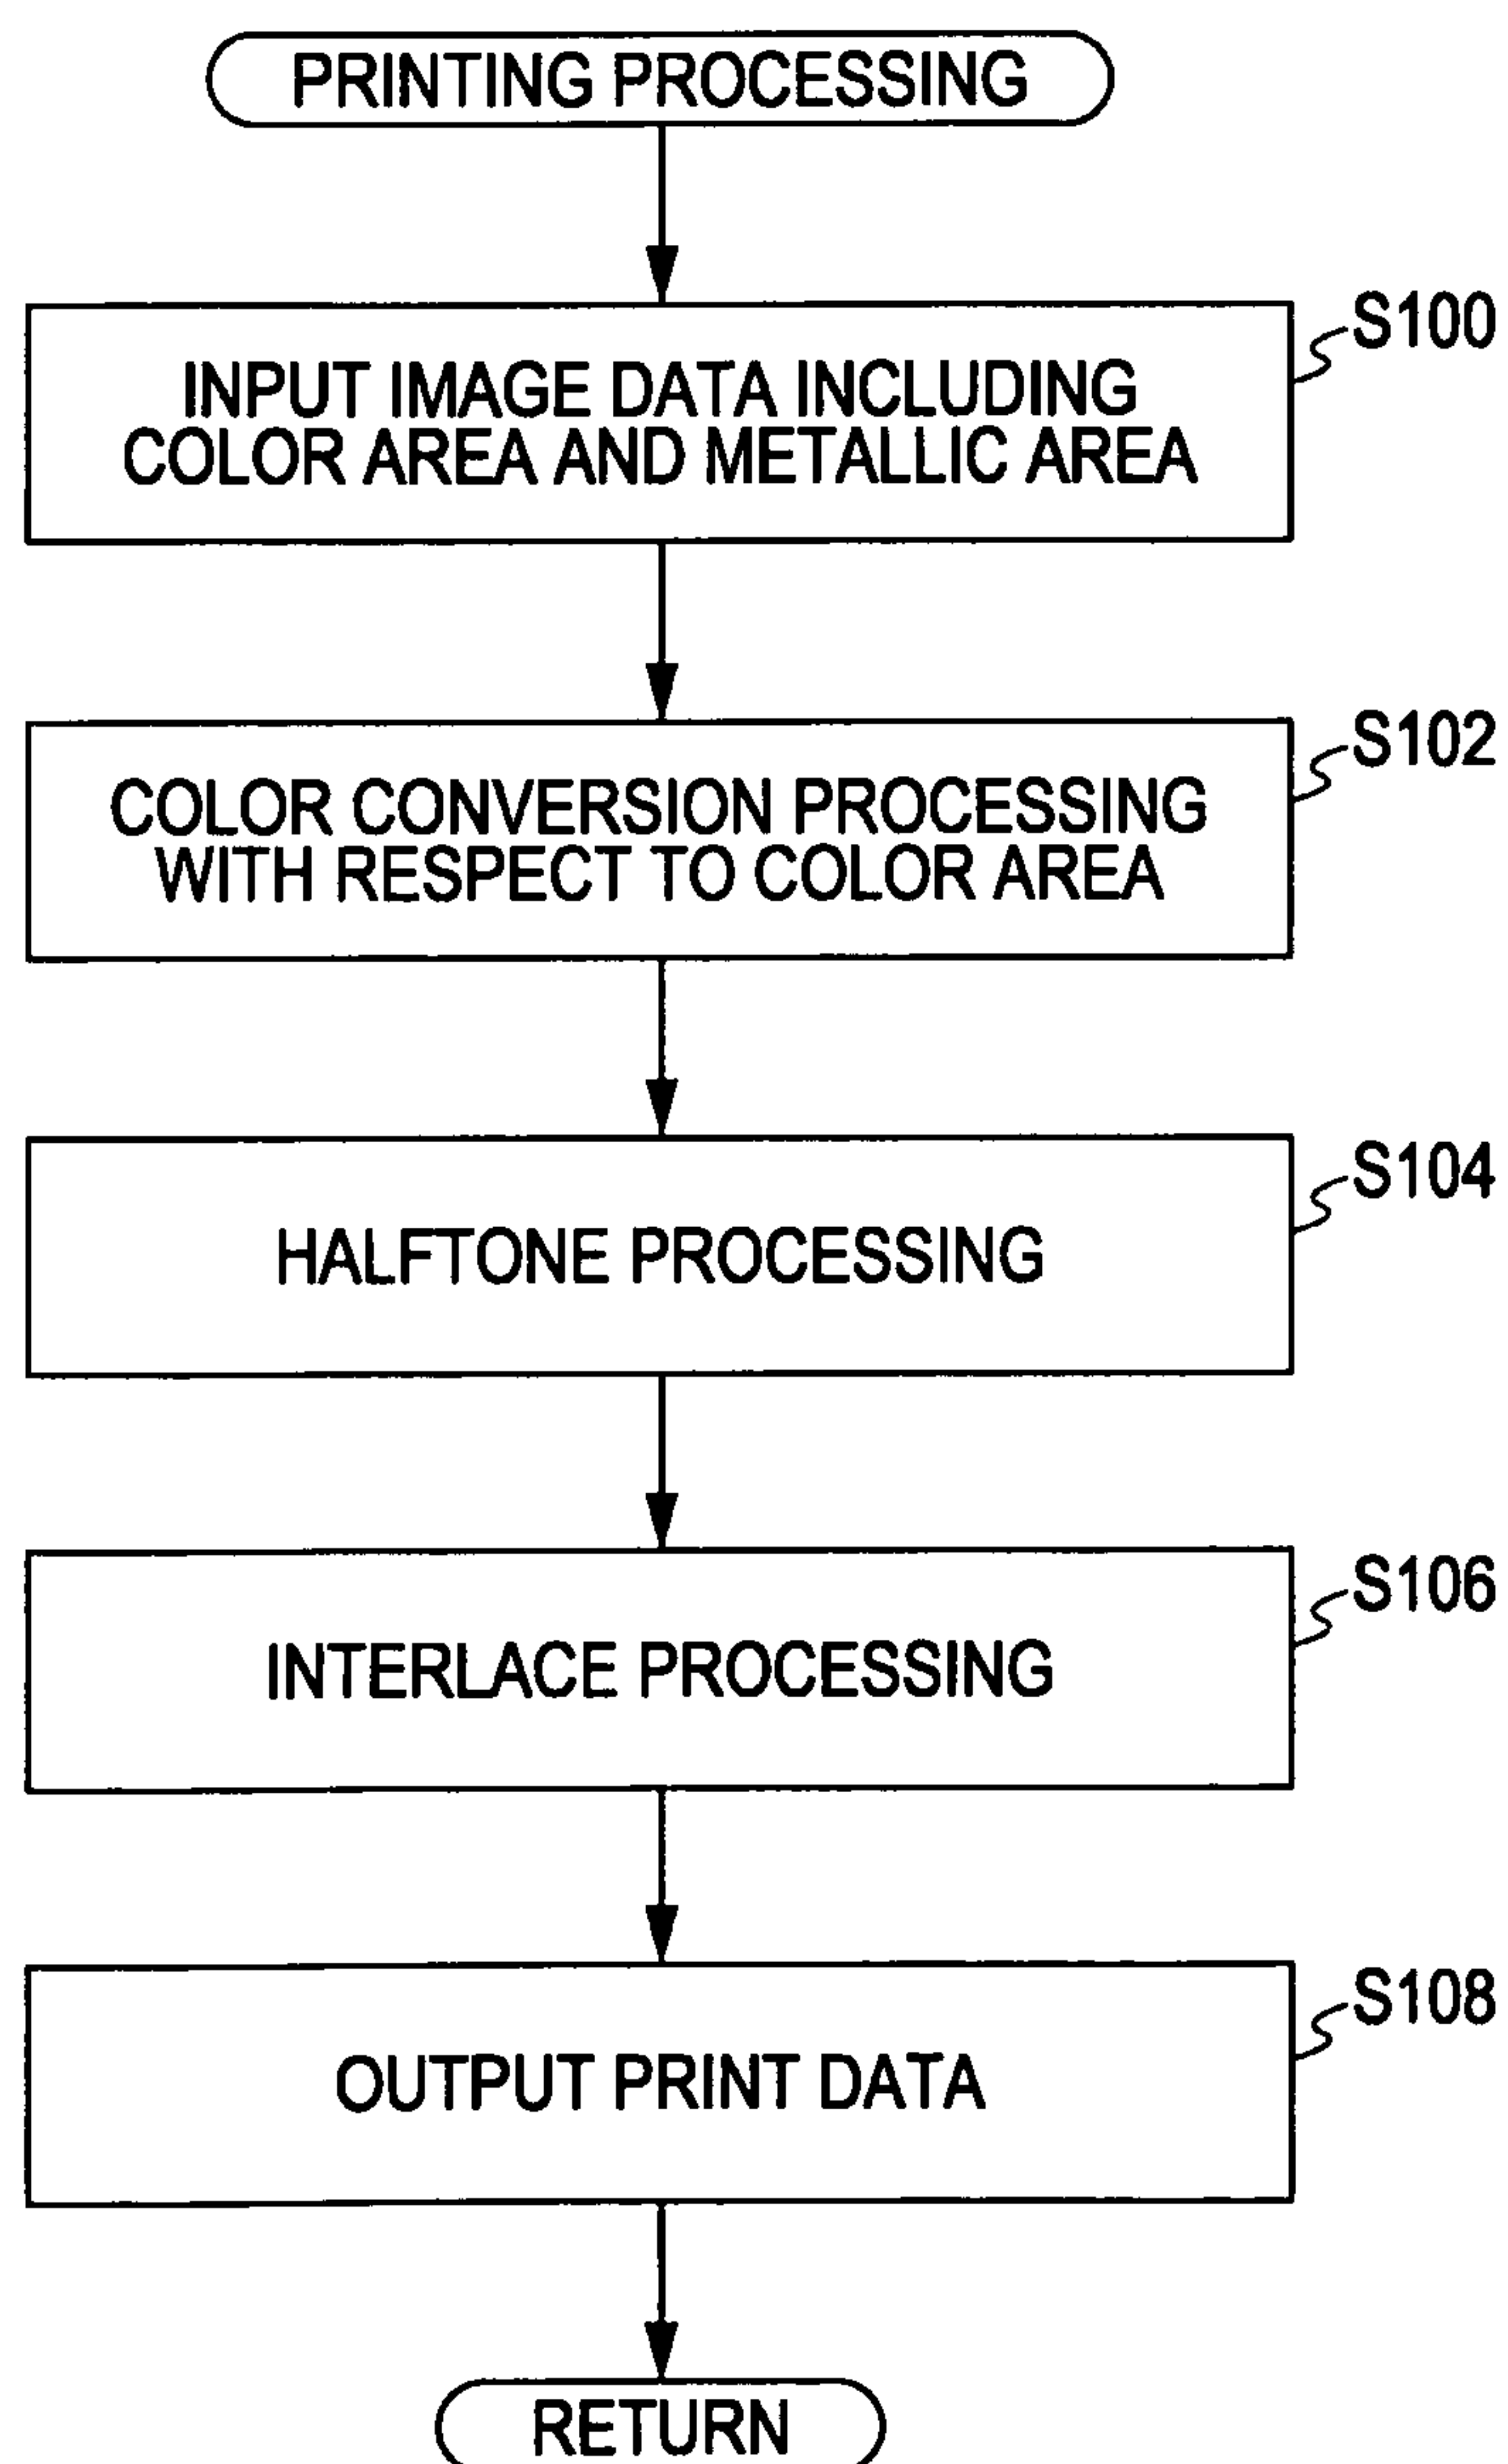 PRINTING PROCESSING
S100
INPUT IMAGE DATA INCLUDING
COLOR AREA AND METALLIC AREA
S102
COLOR CONVERSION PROCESSING
WITH RESPECT TO COLOR AREA
S104
HALFTONE PROCESSING
S106
INTERLACE PROCESSING
S108
OUTPUT PRINT DATA
RETURN